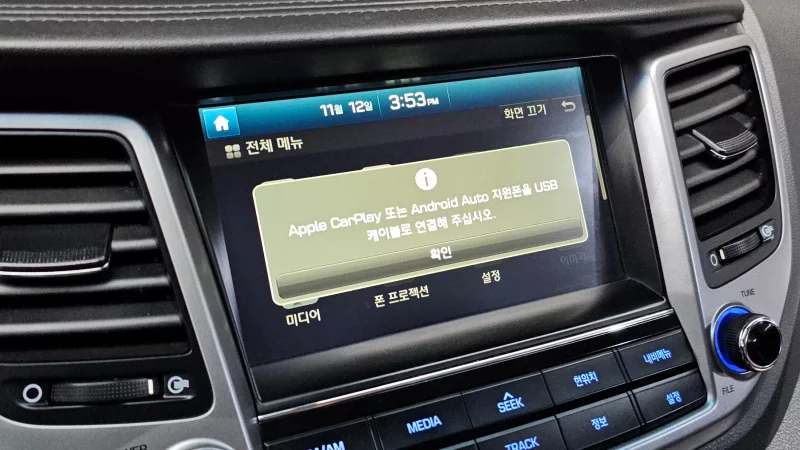 11월 12일 3:53PM
화면 끄기
전체 메뉴
Apple CarPlay 또는 Android Auto 지원폰을 USB
케이블로 연결해 주십시오.
확인
미디어
폰 프로젝션
설정
이미지
MEDIA
SEEK
현위치
내비메뉴
TRACK
정보
설정
TUNE
FILE